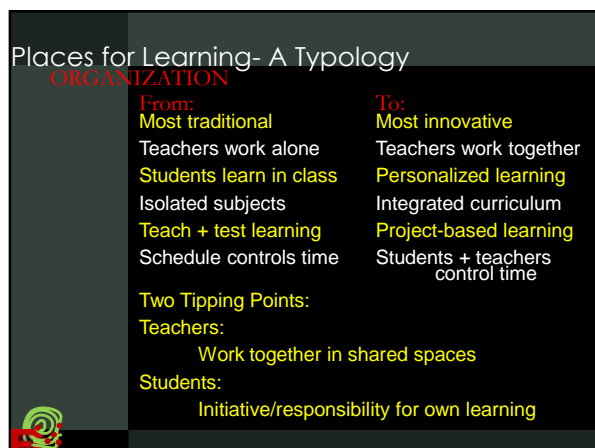 Places for Learning- A Typology
ORGANIZATION
From: To:
Most traditional Most innovative
Teachers work alone Teachers work together
Students learn in class Personalized learning
Isolated subjects Integrated curriculum
Teach + test learning Project-based learning
Schedule controls time Students + teachers
control time
Two Tipping Points:
Teachers:
Work together in shared spaces
Students:
Initiative/responsibility for own learning